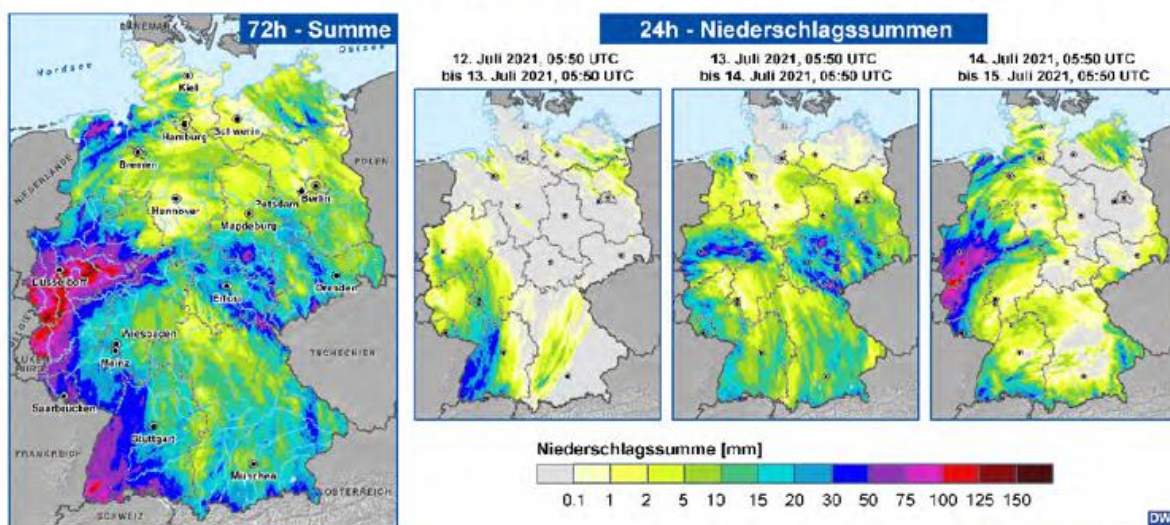 72h - Summe
24h - Niederschlagssummen
12. Juli 2021, 05:50 UTC
bis 13. Juli 2021, 05:50 UTC
13. Juli 2021, 05:50 UTC
bis 14. Juli 2021, 05:50 UTC
14. Juli 2021, 05:50 UTC
bis 15. Juli 2021, 05:50 UTC
DÄNEMARK
Nordsee
Ostsee
Kiel
Hamburg
Schwerin
Bremen
NIEDERLANDE
POLEN
Hannover
Potsdam
Berlin
Magdeburg
Düsseldorf
Erfurt
Dresden
BELGIEN
Wiesbaden
Mainz
LUXEMBURG
TSCHECHIEN
Saarbrücken
Stuttgart
FRANKREICH
München
ÖSTERREICH
SCHWEIZ
Niederschlagssumme [mm]
0.1 1 2 5 10 15 20 30 50 75 100 125 150